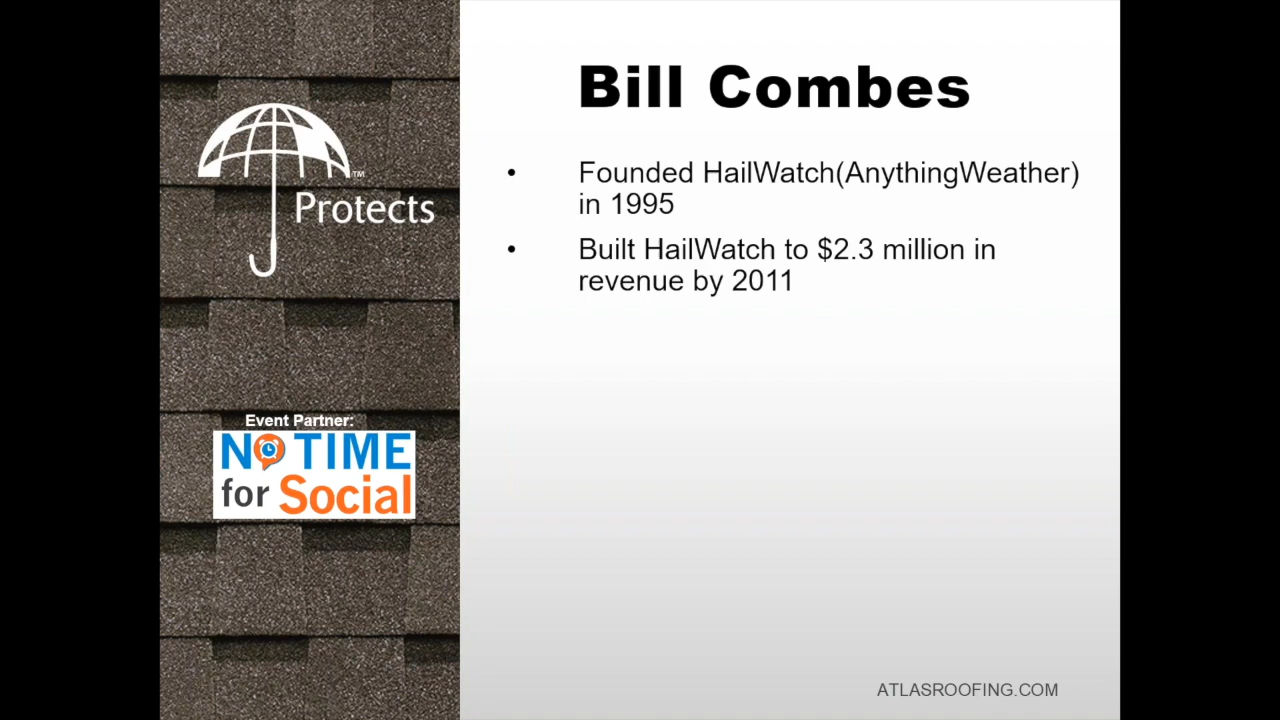 Bill Combes
• Founded HailWatch(AnythingWeather)
in 1995
• Built HailWatch to $2.3 million in
revenue by 2011
™
Protects
Event Partner:
NO TIME
for Social
ATLASROOFING.COM